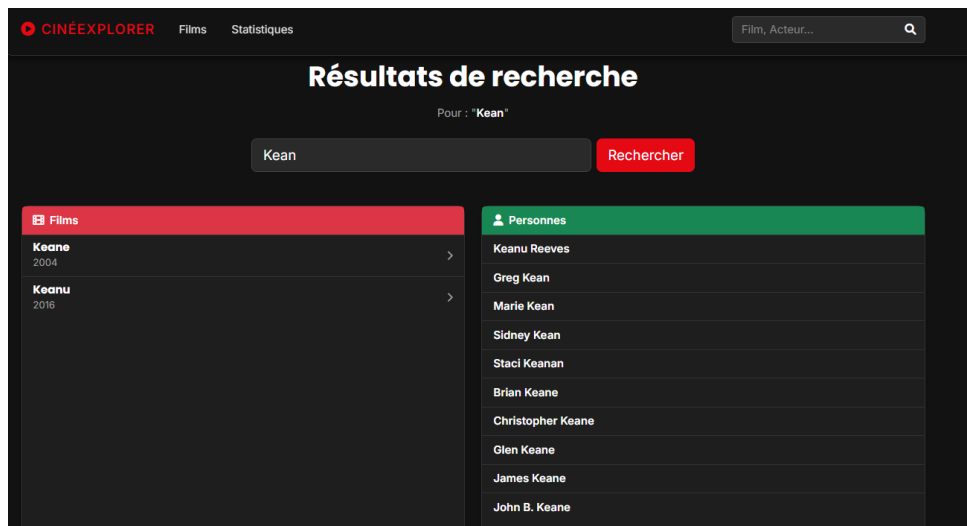 CINÉEXPLORER Films Statistiques Film, Acteur...
Résultats de recherche
Pour : "Kean"
Kean Rechercher
Films
Keane
2004
Keanu
2016
Personnes
Keanu Reeves
Greg Kean
Marie Kean
Sidney Kean
Staci Keanan
Brian Keane
Christopher Keane
Glen Keane
James Keane
John B. Keane